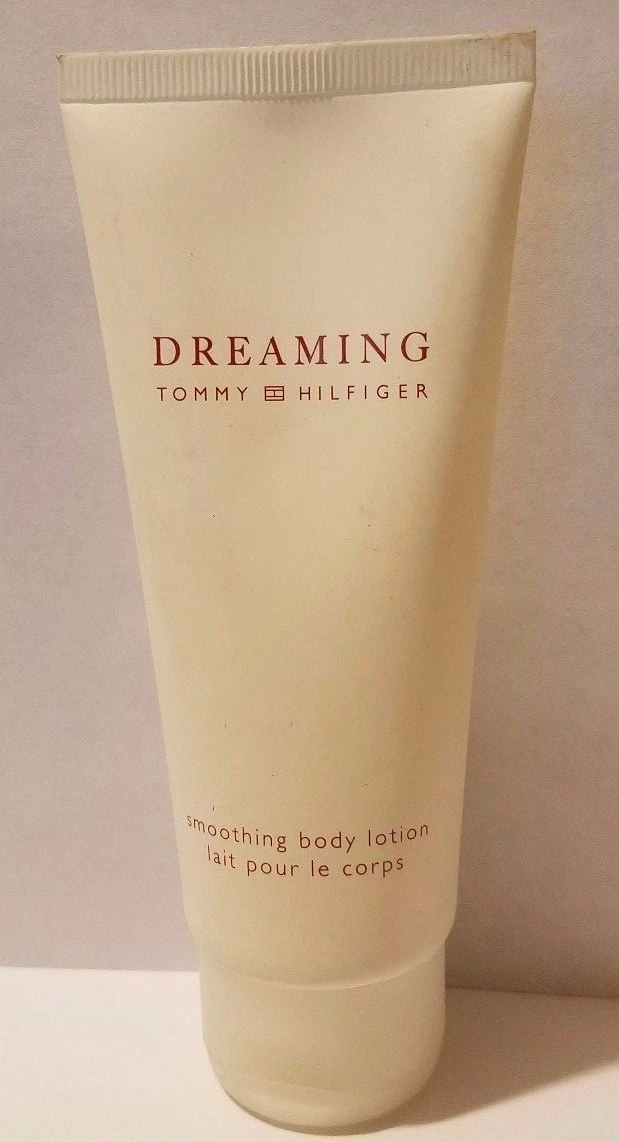 DREAMING
TOMMY HILFIGER
smoothing body lotion
lait pour le corps